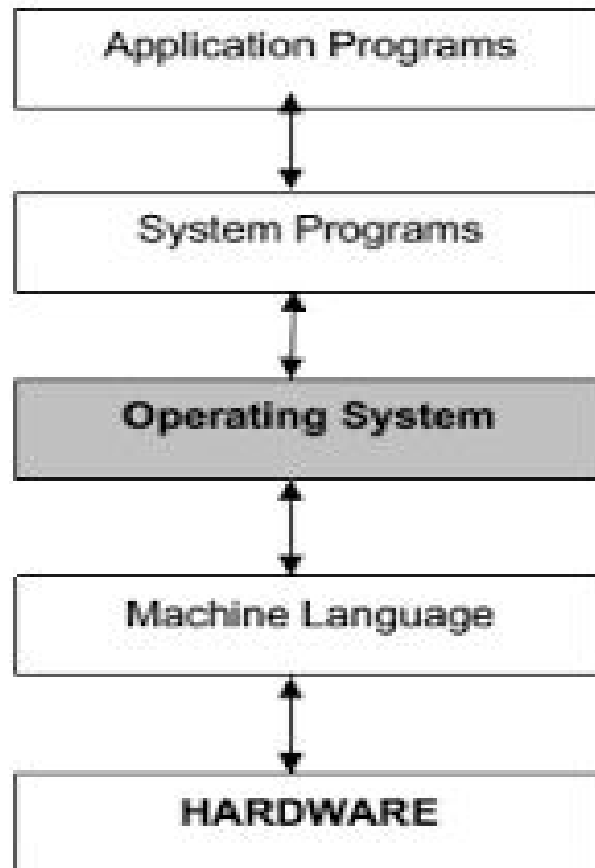 Application Programs
System Programs
Operating System
Machine Language
HARDWARE